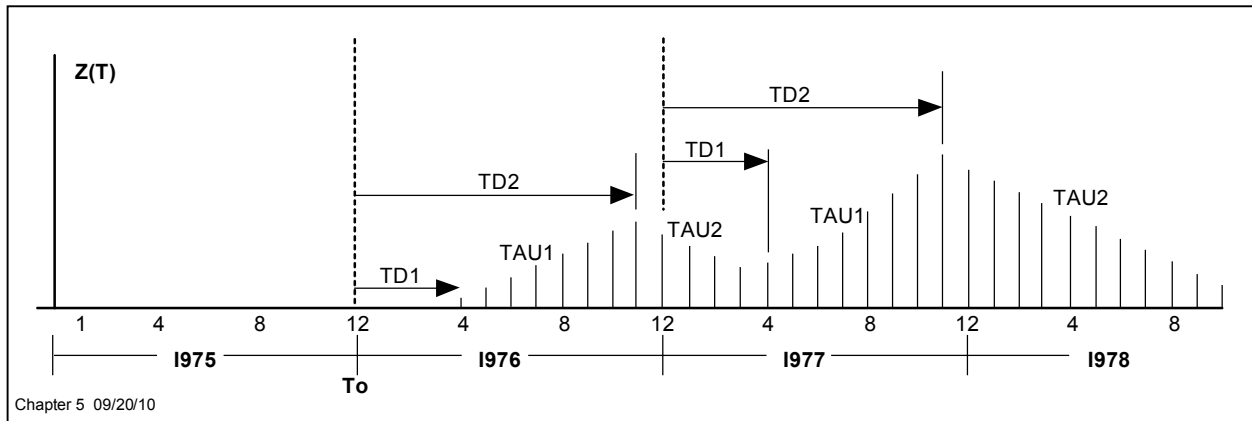 Z(T)
TD2
TD1
TD2
TAU1
TAU2
TAU1
TAU2
TD1
1 4 8 12 4 8 12 4 8 12 4 8
I975 I976 I977 I978
To
Chapter 5 09/20/10